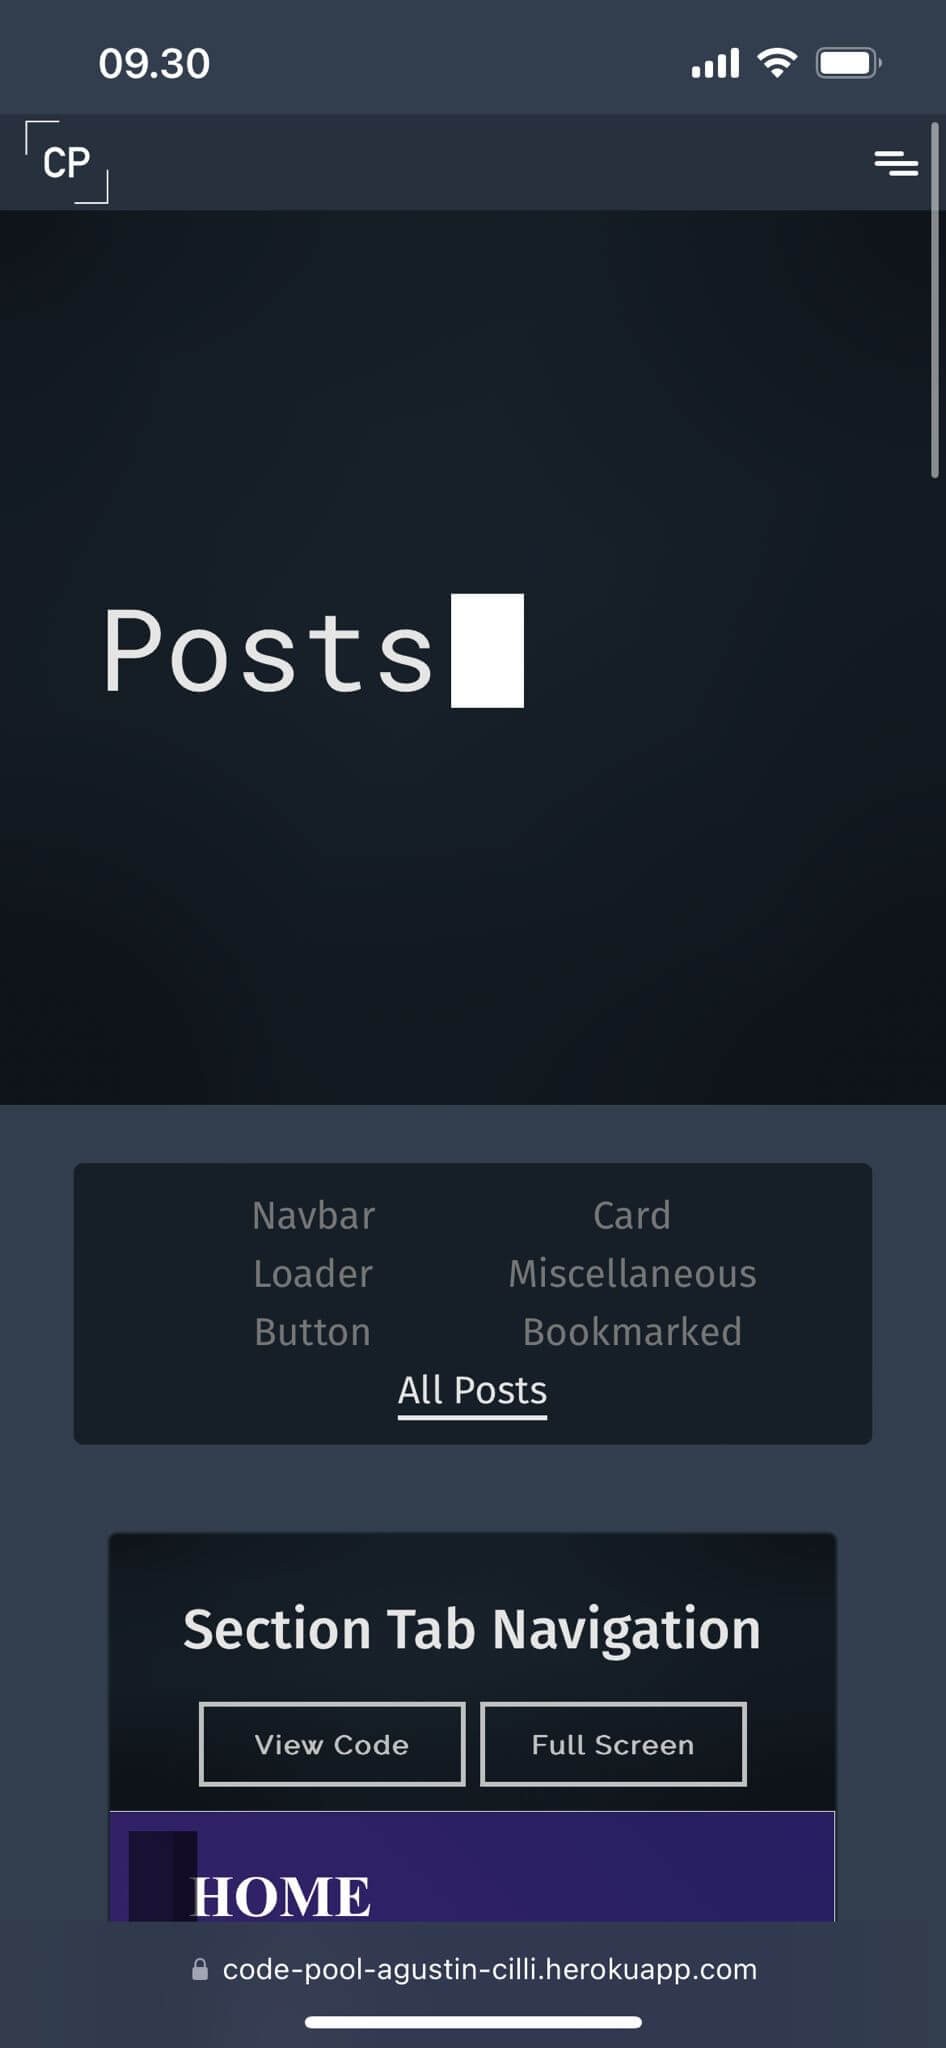 09.30
CP
Posts
Navbar
Card
Loader
Miscellaneous
Button
Bookmarked
All Posts
Section Tab Navigation
View Code
Full Screen
HOME
code-pool-agustin-cilli.herokuapp.com